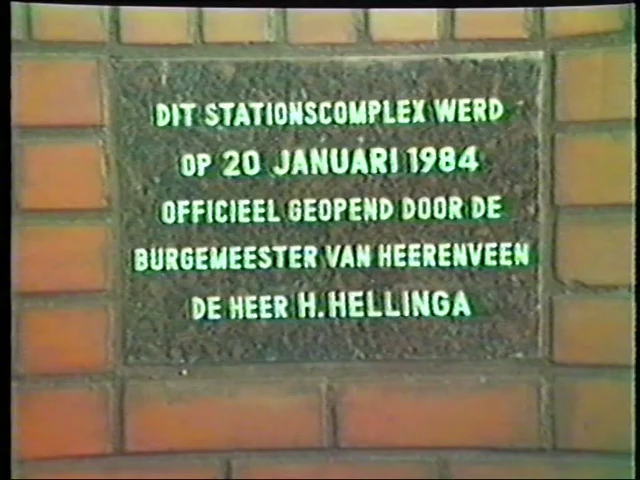 DIT STATIONSCOMPLEX WERD
OP 20 JANUARI 1984
OFFICIEEL GEOPEND DOOR DE
BURGEMEESTER VAN HEERENVEEN
DE HEER H. HELLINGA